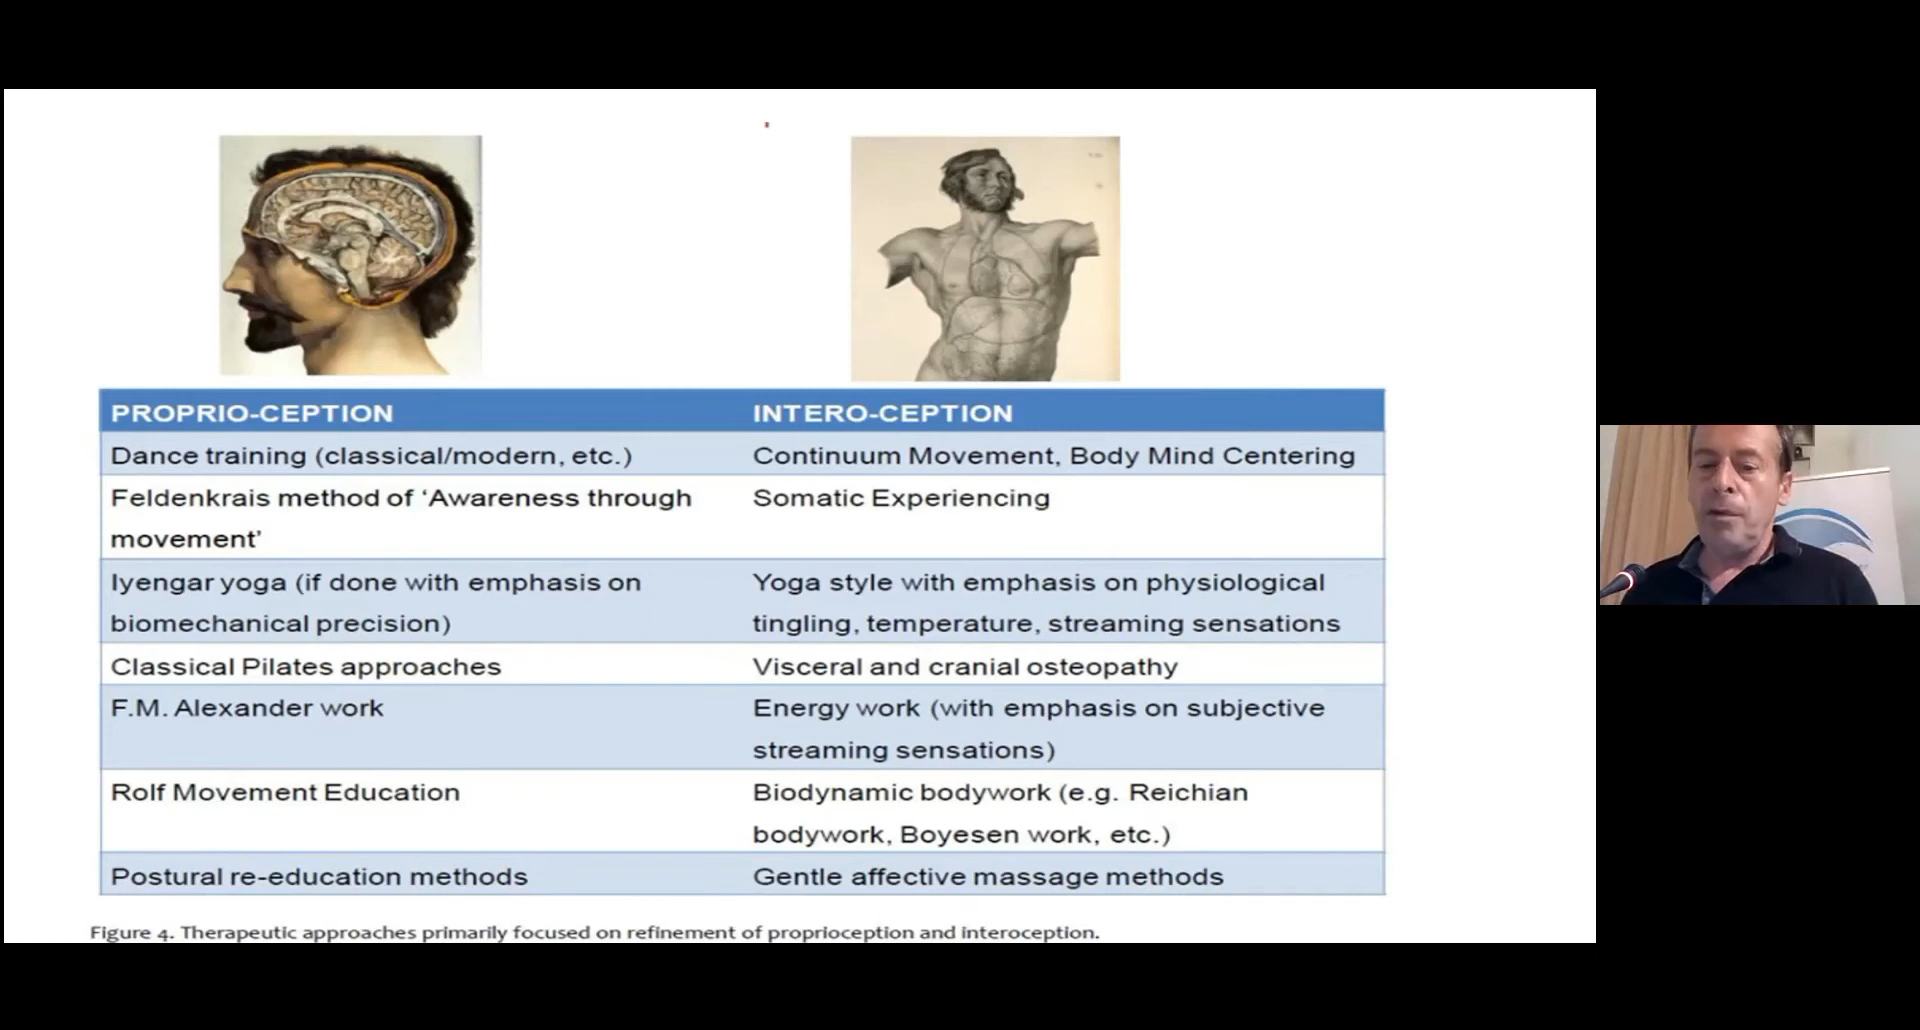 PROPRIO-CEPTION
INTERO-CEPTION
Dance training (classical/modern, etc.)
Continuum Movement, Body Mind Centering
Feldenkrais method of ‘Awareness through
movement’
Somatic Experiencing
Iyengar yoga (if done with emphasis on
biomechanical precision)
Yoga style with emphasis on physiological
tingling, temperature, streaming sensations
Classical Pilates approaches
Visceral and cranial osteopathy
F.M. Alexander work
Energy work (with emphasis on subjective
streaming sensations)
Rolf Movement Education
Biodynamic bodywork (e.g. Reichian
bodywork, Boyesen work, etc.)
Postural re-education methods
Gentle affective massage methods
Figure 4. Therapeutic approaches primarily focused on refinement of proprioception and interoception.